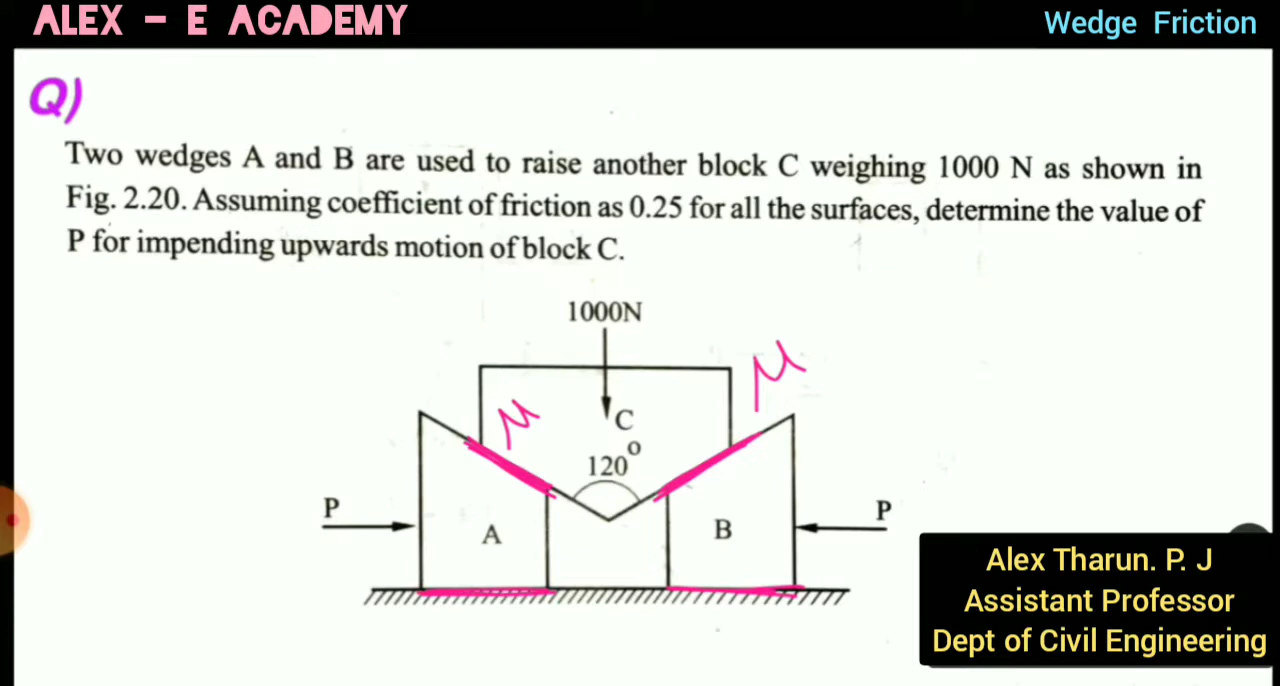 ALEX – E ACADEMY
Wedge Friction
Q)
Two wedges A and B are used to raise another block C weighing 1000 N as shown in
Fig. 2.20. Assuming coefficient of friction as 0.25 for all the surfaces, determine the value of
P for impending upwards motion of block C.
1000N
μ
μ
C
120°
P
P
A
B
Alex Tharun. P. J
Assistant Professor
Dept of Civil Engineering